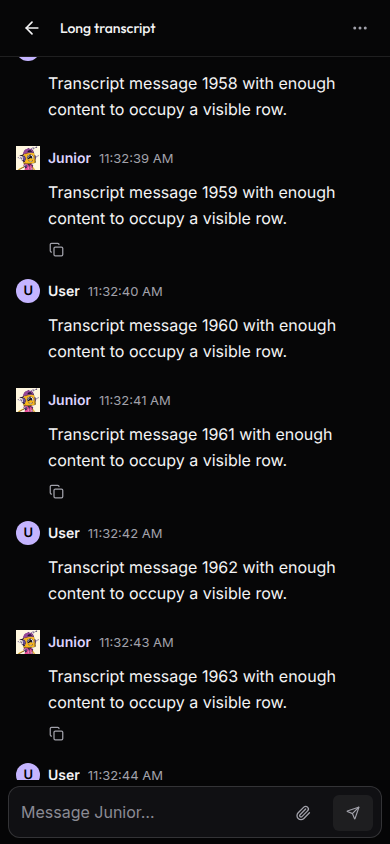 Long transcript
Transcript message 1958 with enough
content to occupy a visible row.
Junior 11:32:39 AM
Transcript message 1959 with enough
content to occupy a visible row.
U User 11:32:40 AM
Transcript message 1960 with enough
content to occupy a visible row.
Junior 11:32:41 AM
Transcript message 1961 with enough
content to occupy a visible row.
U User 11:32:42 AM
Transcript message 1962 with enough
content to occupy a visible row.
Junior 11:32:43 AM
Transcript message 1963 with enough
content to occupy a visible row.
U User 11:32:44 AM
Message Junior...